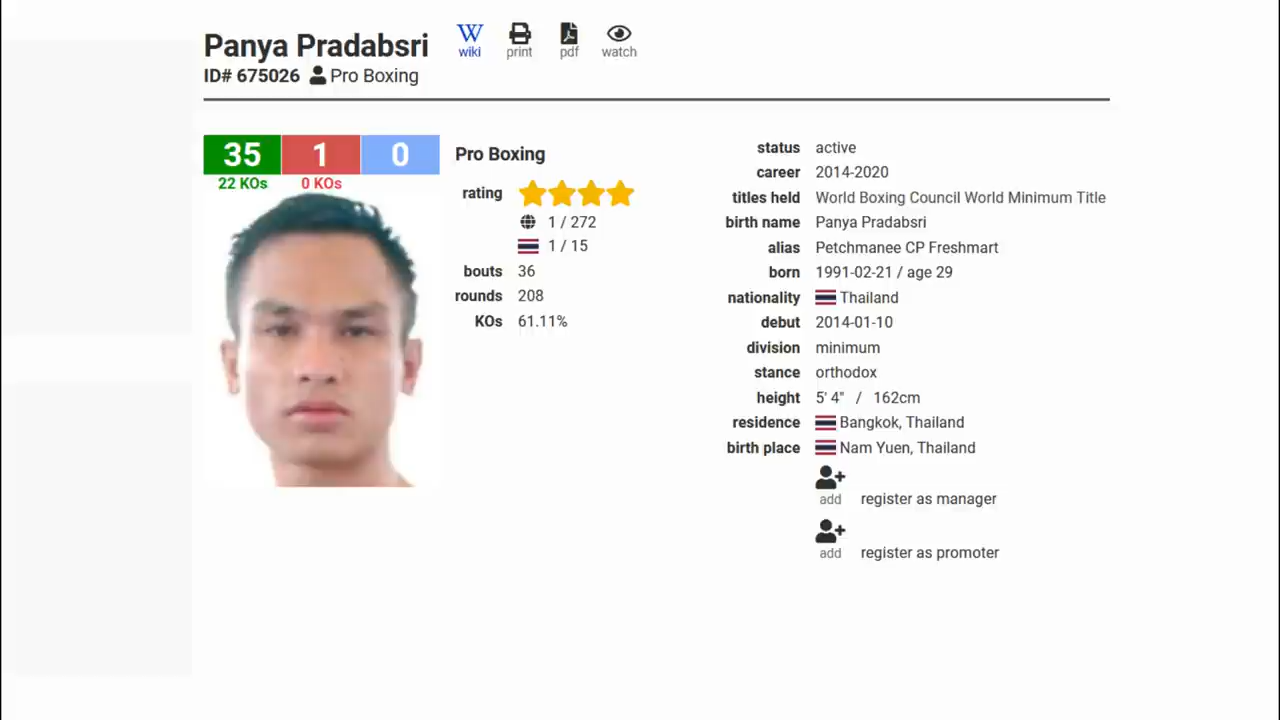 Panya Pradabsri
wiki print pdf watch
ID# 675026 Pro Boxing
35 1 0
22 KOs 0 KOs
Pro Boxing
rating
1 / 272
1 / 15
bouts 36
rounds 208
KOs 61.11%
status active
career 2014-2020
titles held World Boxing Council World Minimum Title
birth name Panya Pradabsri
alias Petchmanee CP Freshmart
born 1991-02-21 / age 29
nationality Thailand
debut 2014-01-10
division minimum
stance orthodox
height 5' 4" / 162cm
residence Bangkok, Thailand
birth place Nam Yuen, Thailand
add register as manager
add register as promoter